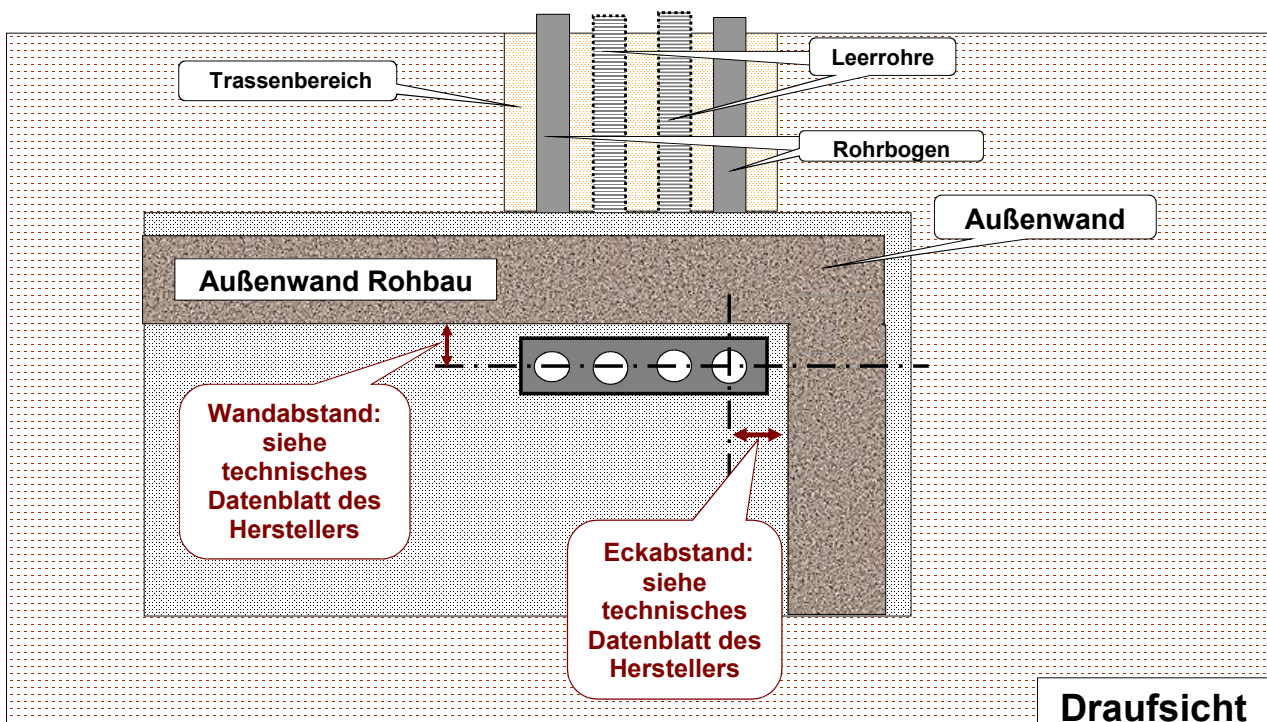 Trassenbereich
Leerrohre
Rohrbogen
Außenwand
Außenwand Rohbau
Wandabstand:
siehe
technisches
Datenblatt des
Herstellers
Eckabstand:
siehe
technisches
Datenblatt des
Herstellers
Draufsicht